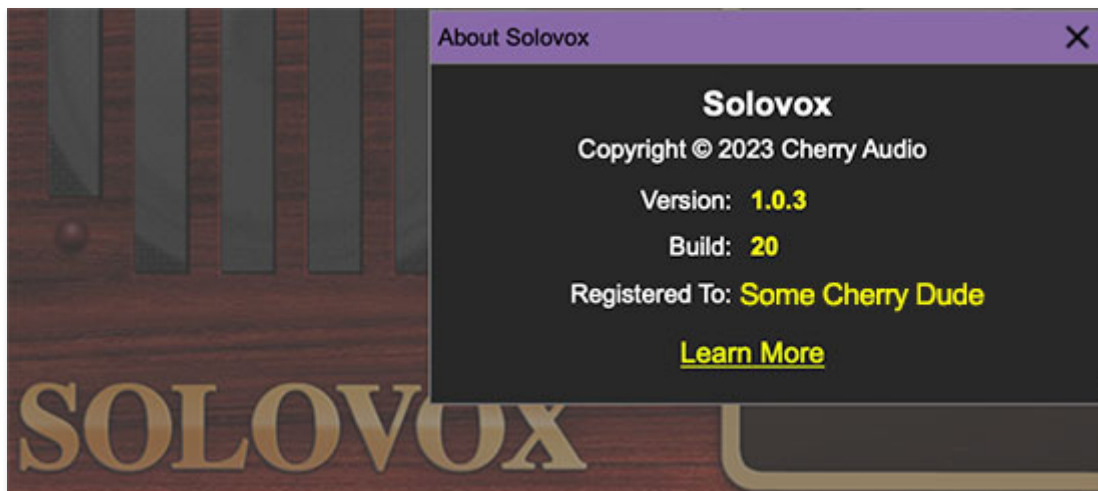 About Solovox
Solovox
Copyright © 2023 Cherry Audio
Version: 1.0.3
Build: 20
Registered To: Some Cherry Dude
Learn More
SOLOVOX